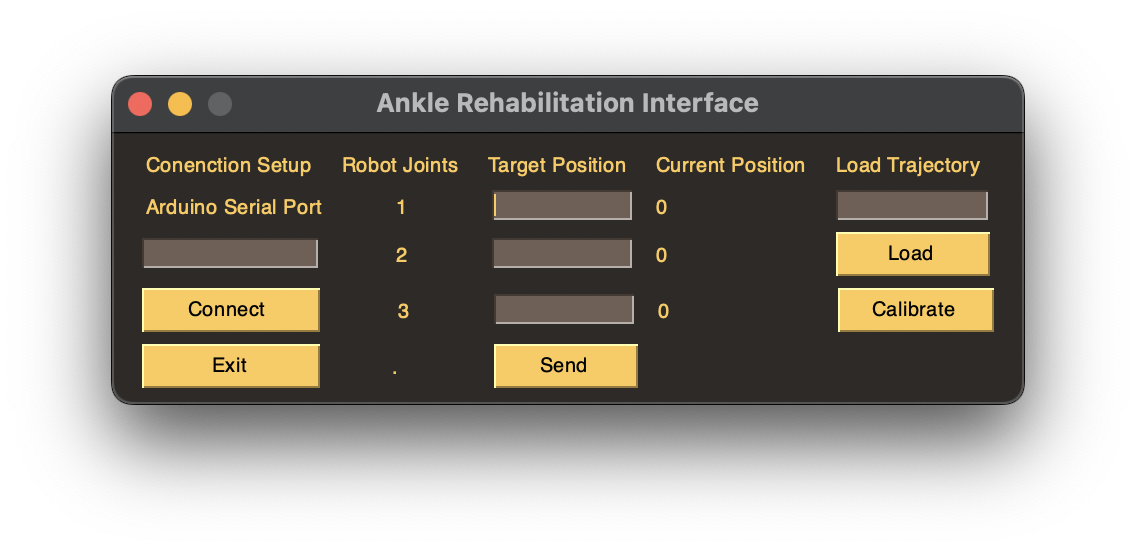 Ankle Rehabilitation Interface
Conenction Setup Robot Joints Target Position Current Position Load Trajectory
Arduino Serial Port 1 0
2 0 Load
Connect 3 0 Calibrate
Exit . Send